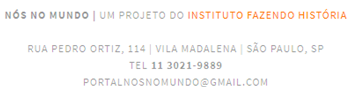 NÓS NO MUNDO | UM PROJETO DO INSTITUTO FAZENDO HISTÓRIA
RUA PEDRO ORTIZ, 114 | VILA MADALENA | SÃO PAULO, SP
TEL 11 3021-9889
PORTALNOSNOMUNDO@GMAIL.COM